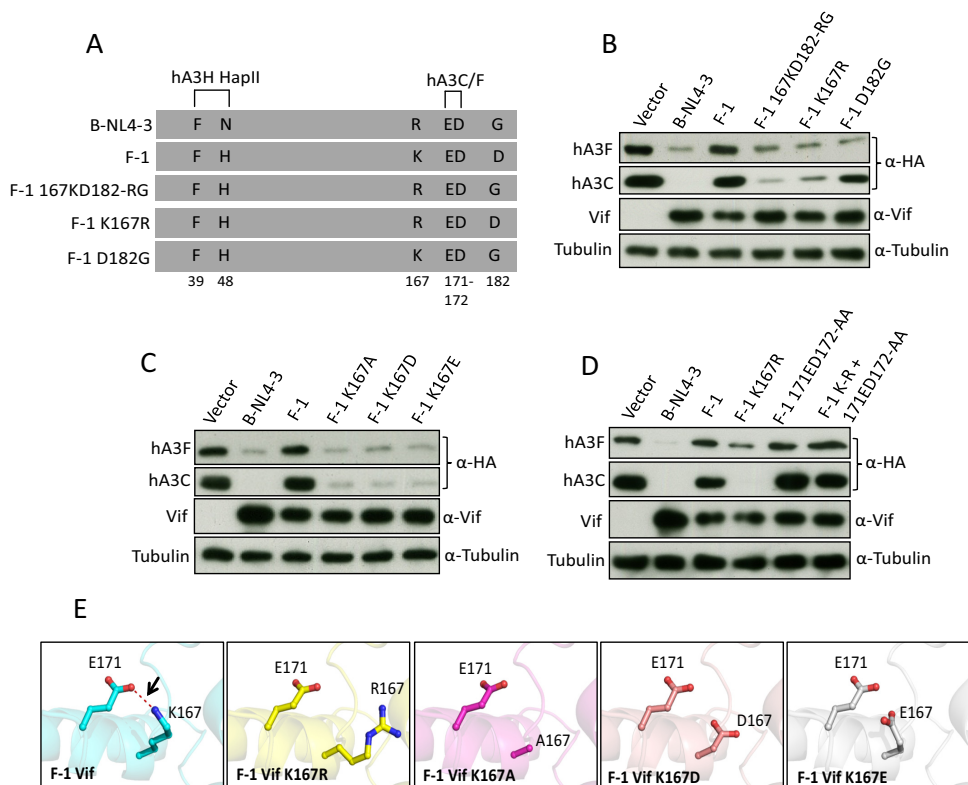 A
hA3H HapII
hA3C/F
B-NL4-3 F N R ED G
F-1 F H K ED D
F-1 167KD182-RG F H R ED G
F-1 K167R F H R ED D
F-1 D182G F H K ED G
39 48 167 171-172 182
B
Vector B-NL4-3 F-1 F-1 167KD182-RG F-1 K167R F-1 D182G
hA3F
hA3C
α-HA
Vif α-Vif
Tubulin α-Tubulin
C
Vector B-NL4-3 F-1 F-1 K167A F-1 K167D F-1 K167E
hA3F
hA3C
α-HA
Vif α-Vif
Tubulin α-Tubulin
D
Vector B-NL4-3 F-1 F-1 K167R F-1 171ED172-AA F-1 K-R + 171ED172-AA
hA3F
hA3C
α-HA
Vif α-Vif
Tubulin α-Tubulin
E
E171
K167
F-1 Vif
E171
R167
F-1 Vif K167R
E171
A167
F-1 Vif K167A
E171
D167
F-1 Vif K167D
E171
E167
F-1 Vif K167E